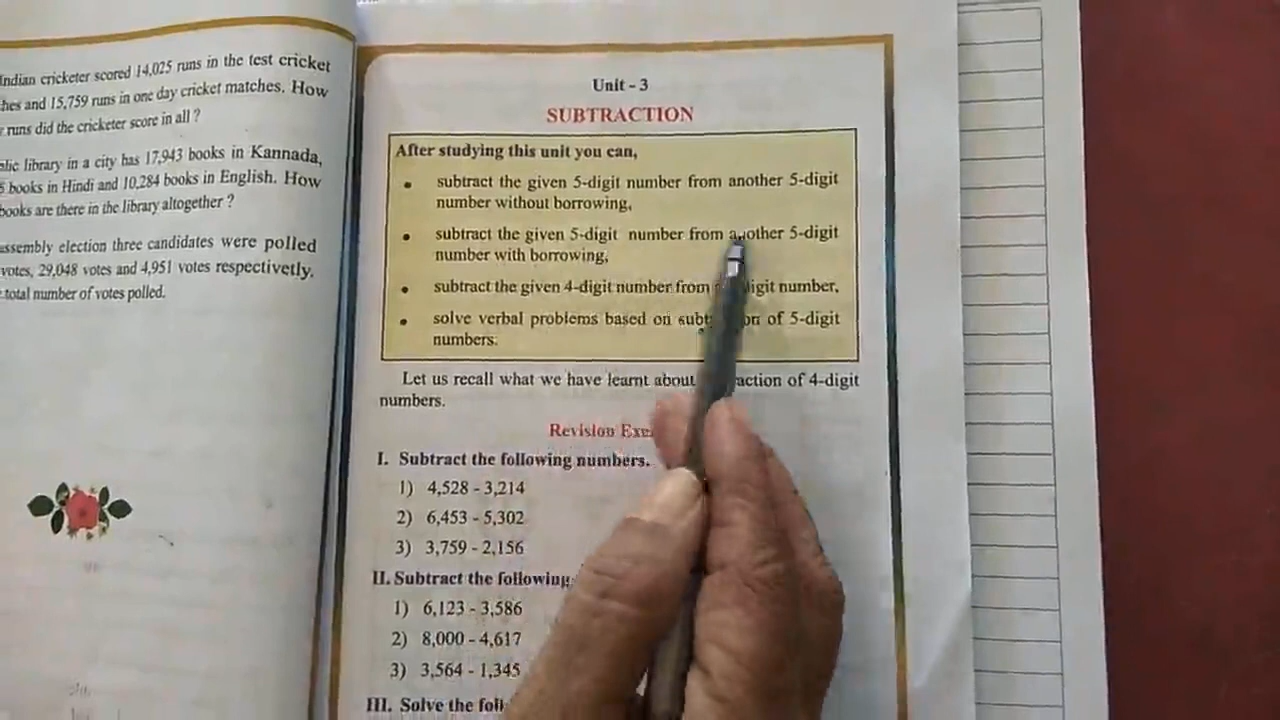 Indian cricketer scored 14,025 runs in the test cricket
hes and 15,759 runs in one day cricket matches. How
runs did the cricketer score in all ?
lic library in a city has 17,943 books in Kannada,
books in Hindi and 10,284 books in English. How
books are there in the library altogether ?
assembly election three candidates were polled
votes, 29,048 votes and 4,951 votes respectivetly.
total number of votes polled.
Unit - 3
SUBTRACTION
After studying this unit you can,
• subtract the given 5-digit number from another 5-digit
number without borrowing,
• subtract the given 5-digit number from another 5-digit
number with borrowing,
• subtract the given 4-digit number from digit number,
• solve verbal problems based on of 5-digit
numbers.
Let us recall what we have learnt about action of 4-digit
numbers.
Revision
I. Subtract the following numbers.
1) 4,528 - 3,214
2) 6,453 - 5,302
3) 3,759 - 2,156
II. Subtract the following
1) 6,123 - 3,586
2) 8,000 - 4,617
3) 3,564 - 1,345
III. Solve the foll